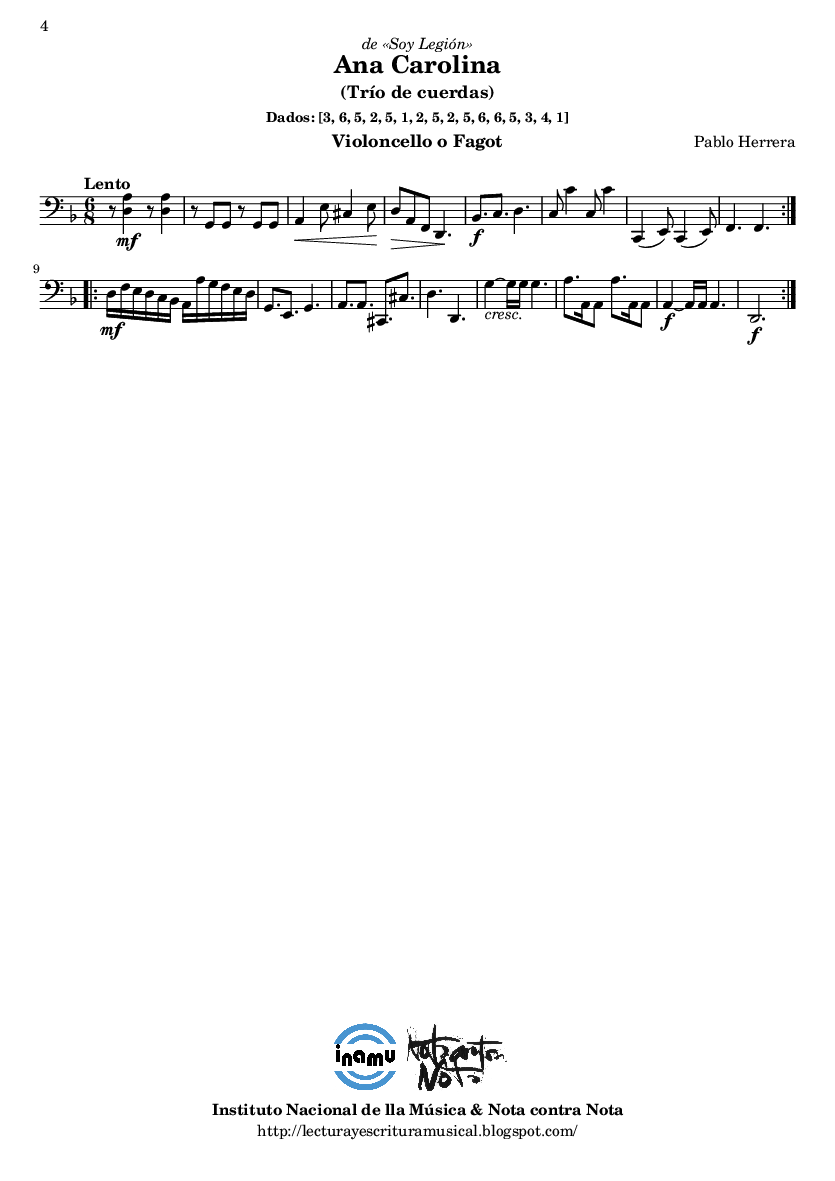 4
de «Soy Legión»
Ana Carolina
(Trío de cuerdas)
Dados: [3, 6, 5, 2, 5, 1, 2, 5, 2, 5, 6, 6, 5, 3, 4, 1]
Violoncello o Fagot
Pablo Herrera
Lento
6
8
mf
f
9
mf
cresc.
f
f
inamu
Nota contra
Nota
Instituto Nacional de lla Música & Nota contra Nota
http://lecturayescrituramusical.blogspot.com/